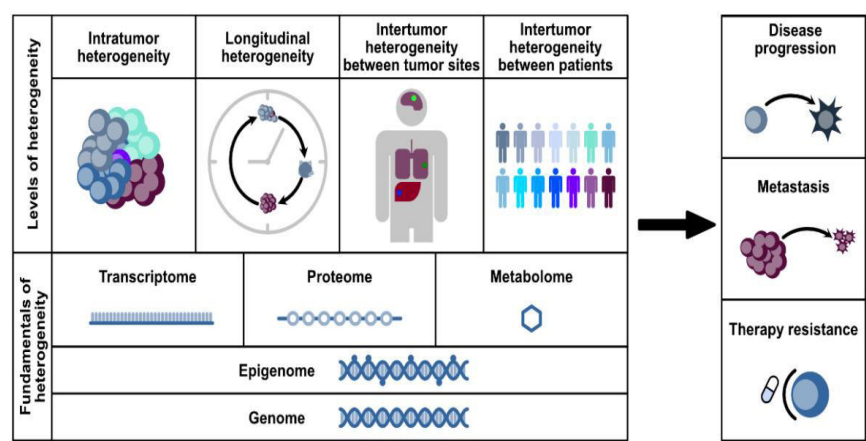 Levels of heterogeneity
Intratumor
heterogeneity
Longitudinal
heterogeneity
Intertumor
heterogeneity
between tumor sites
Intertumor
heterogeneity
between patients
Fundamentals of
heterogeneity
Transcriptome
Proteome
Metabolome
Epigenome
Genome
Disease
progression
Metastasis
Therapy resistance